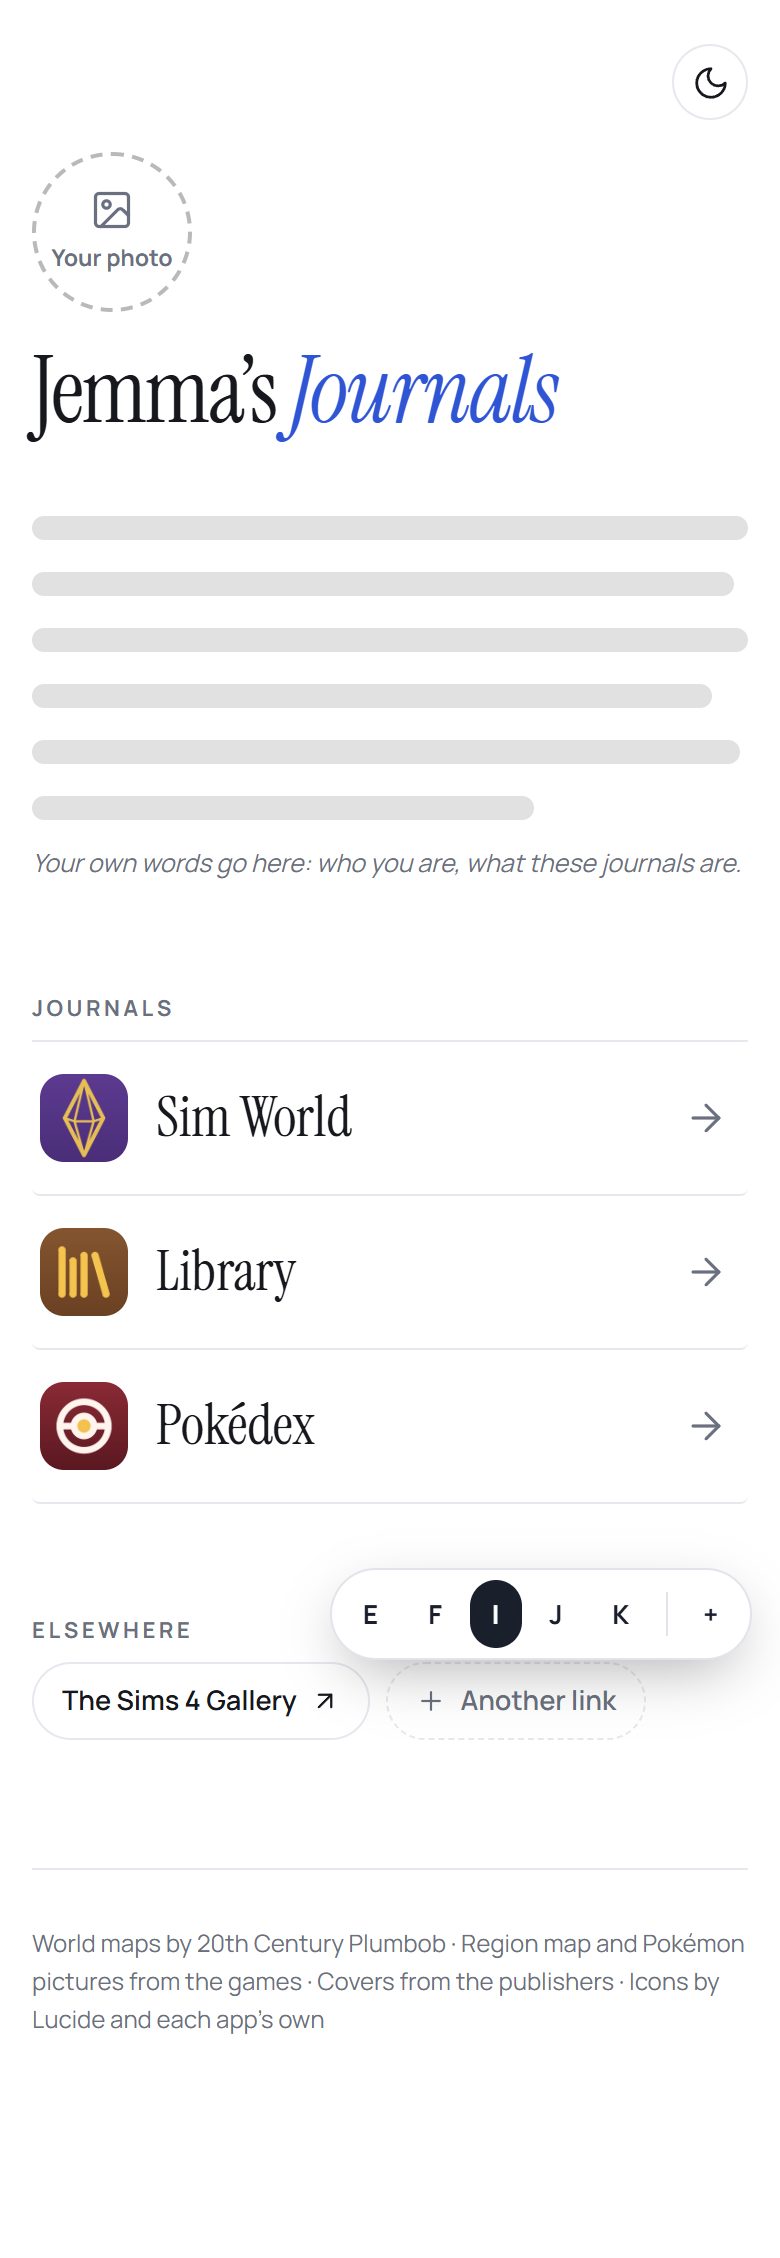 Your photo
Jemma’s Journals
Your own words go here: who you are, what these journals are.
JOURNALS
Sim World
Library
Pokédex
E F I J K +
ELSEWHERE
The Sims 4 Gallery
Another link
World maps by 20th Century Plumbob · Region map and Pokémon
pictures from the games · Covers from the publishers · Icons by
Lucide and each app’s own